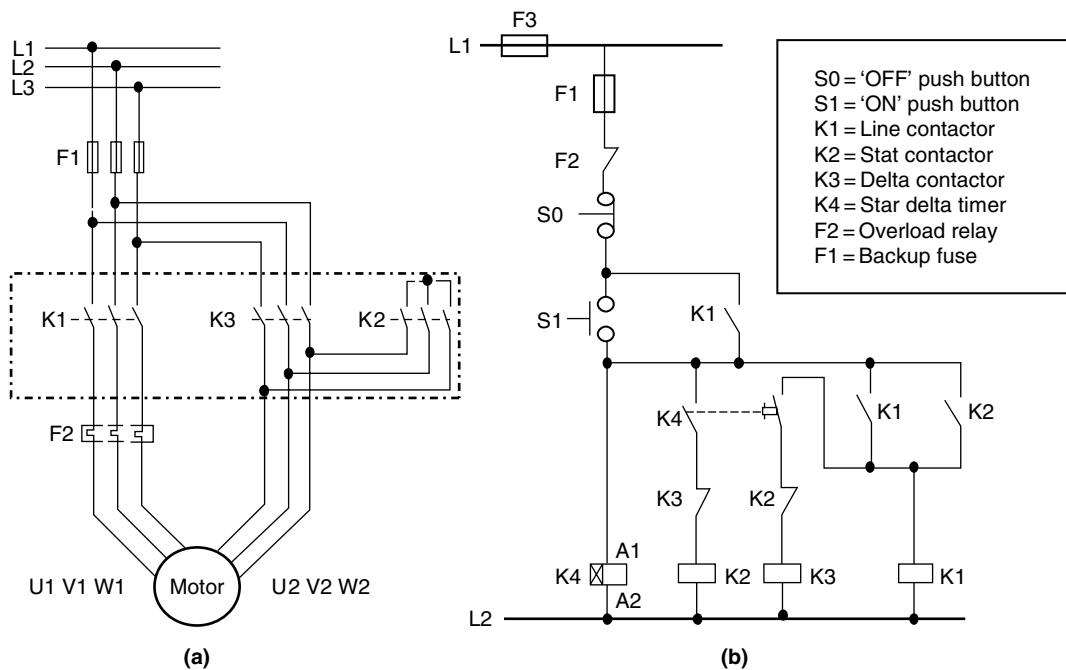 L1
L2
L3
F1
K1
K3
K2
F2
U1 V1 W1
Motor
U2 V2 W2
(a)
F3
L1
F1
F2
S0
S1
K1
K4
K1
K2
K3
K2
A1
K4
K2
K3
K1
A2
L2
(b)
S0 = ‘OFF’ push button
S1 = ‘ON’ push button
K1 = Line contactor
K2 = Stat contactor
K3 = Delta contactor
K4 = Star delta timer
F2 = Overload relay
F1 = Backup fuse